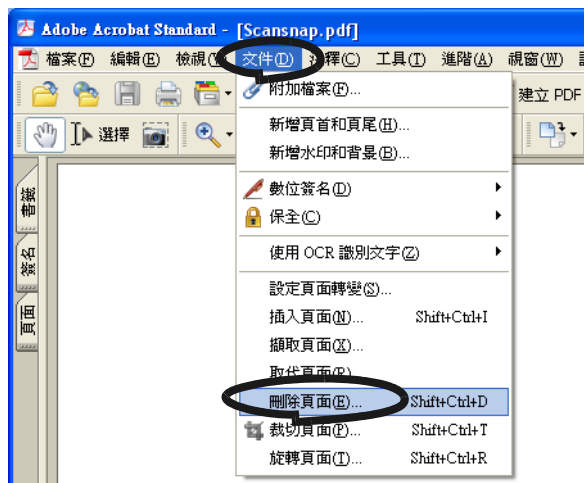 Adobe Acrobat Standard - [Scansnap.pdf]
檔案(F) 編輯(E) 檢視(V) 文件(D) 選擇(C) 工具(T) 進階(A) 視窗(W)
附加檔案(F)...
建立 PDF
新增頁首和頁尾(H)...
選擇
新增水印和背景(B)...
數位簽名(D)
書籤
保全(C)
使用 OCR 識別文字(Z)
簽名
設定頁面轉變(S)...
插入頁面(N)... Shift+Ctrl+I
頁面
擷取頁面(X)...
取代頁面(R)...
刪除頁面(E)... Shift+Ctrl+D
裁切頁面(P)... Shift+Ctrl+T
旋轉頁面(T)... Shift+Ctrl+R